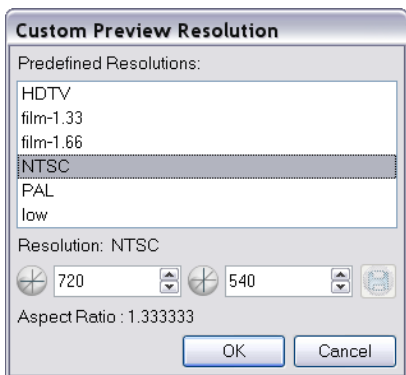 Custom Preview Resolution
Predefined Resolutions:
HDTV
film-1.33
film-1.66
NTSC
PAL
low
Resolution: NTSC
720 540
Aspect Ratio : 1.333333
OK Cancel